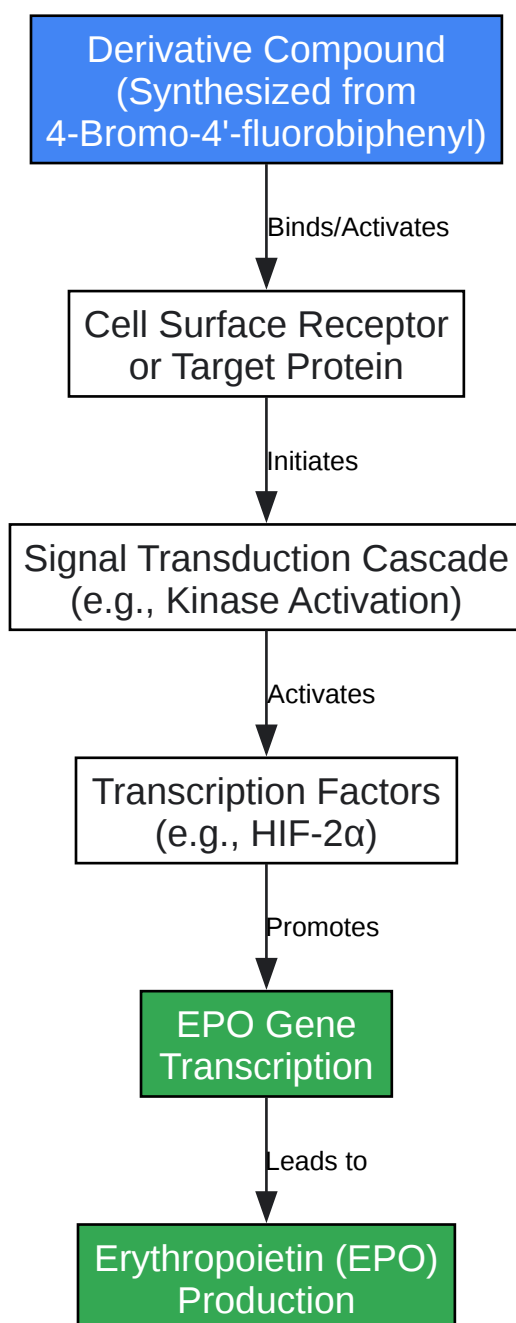 Derivative Compound
(Synthesized from
4-Bromo-4'-fluorobiphenyl)
Binds/Activates
Cell Surface Receptor
or Target Protein
Initiates
Signal Transduction Cascade
(e.g., Kinase Activation)
Activates
Transcription Factors
(e.g., HIF-2α)
Promotes
EPO Gene
Transcription
Leads to
Erythropoietin (EPO)
Production